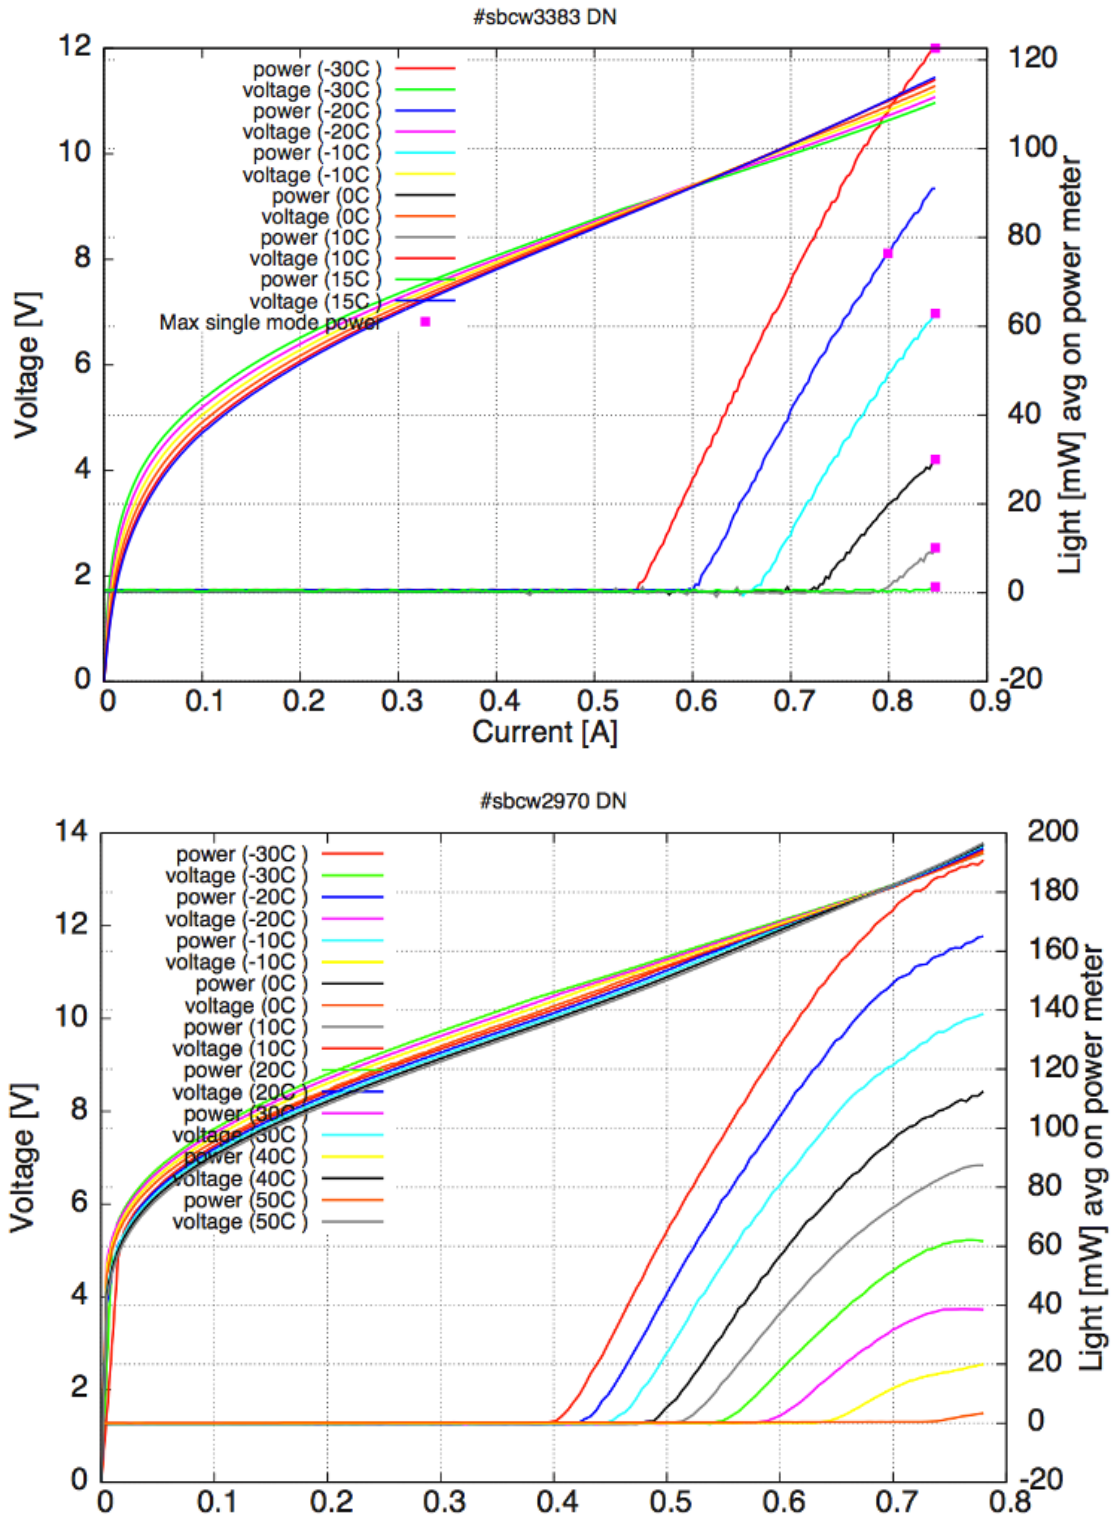 #sbcw3383 DN
12
10
8
6
4
2
0
Voltage [V]
power (-30C )
voltage (-30C )
power (-20C )
voltage (-20C )
power (-10C )
voltage (-10C )
power (0C )
voltage (0C )
power (10C )
voltage (10C )
power (15C )
voltage (15C )
Max single mode power
120
100
80
60
40
20
0
-20
Light [mW] avg on power meter
0 0.1 0.2 0.3 0.4 0.5 0.6 0.7 0.8 0.9
Current [A]
#sbcw2970 DN
14
12
10
8
6
4
2
0
Voltage [V]
power (-30C )
voltage (-30C )
power (-20C )
voltage (-20C )
power (-10C )
voltage (-10C )
power (0C )
voltage (0C )
power (10C )
voltage (10C )
power (20C )
voltage (20C )
power (30C )
voltage (30C )
power (40C )
voltage (40C )
power (50C )
voltage (50C )
200
180
160
140
120
100
80
60
40
20
0
-20
Light [mW] avg on power meter
0 0.1 0.2 0.3 0.4 0.5 0.6 0.7 0.8